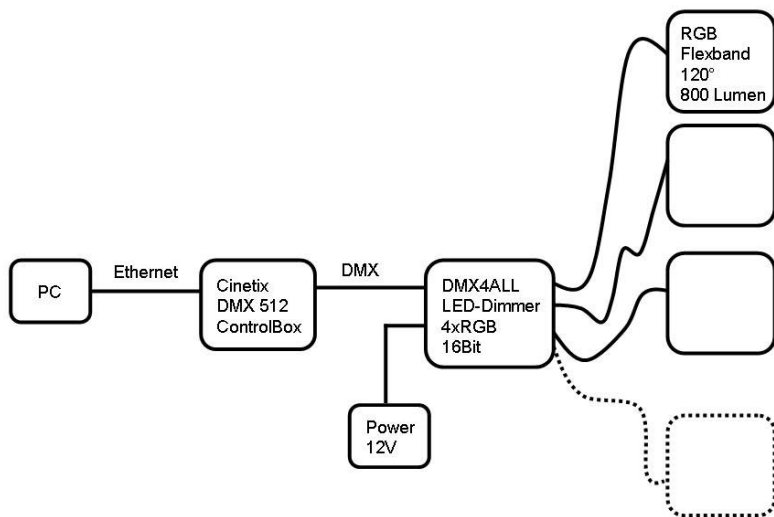 RGB
Flexband
120°
800 Lumen
PC
Ethernet
Cinetix
DMX 512
ControlBox
DMX
DMX4ALL
LED-Dimmer
4xRGB
16Bit
Power
12V